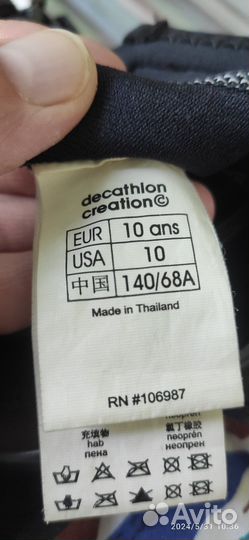 decathlon
creation©
EUR 10 ans
USA 10
中国 140/68A
Made in Thailand
RN #106987
充填物
hab
пена
neopren
氯丁橡胶
neoprén
неопрен
Avito
2024/5/31 10:36